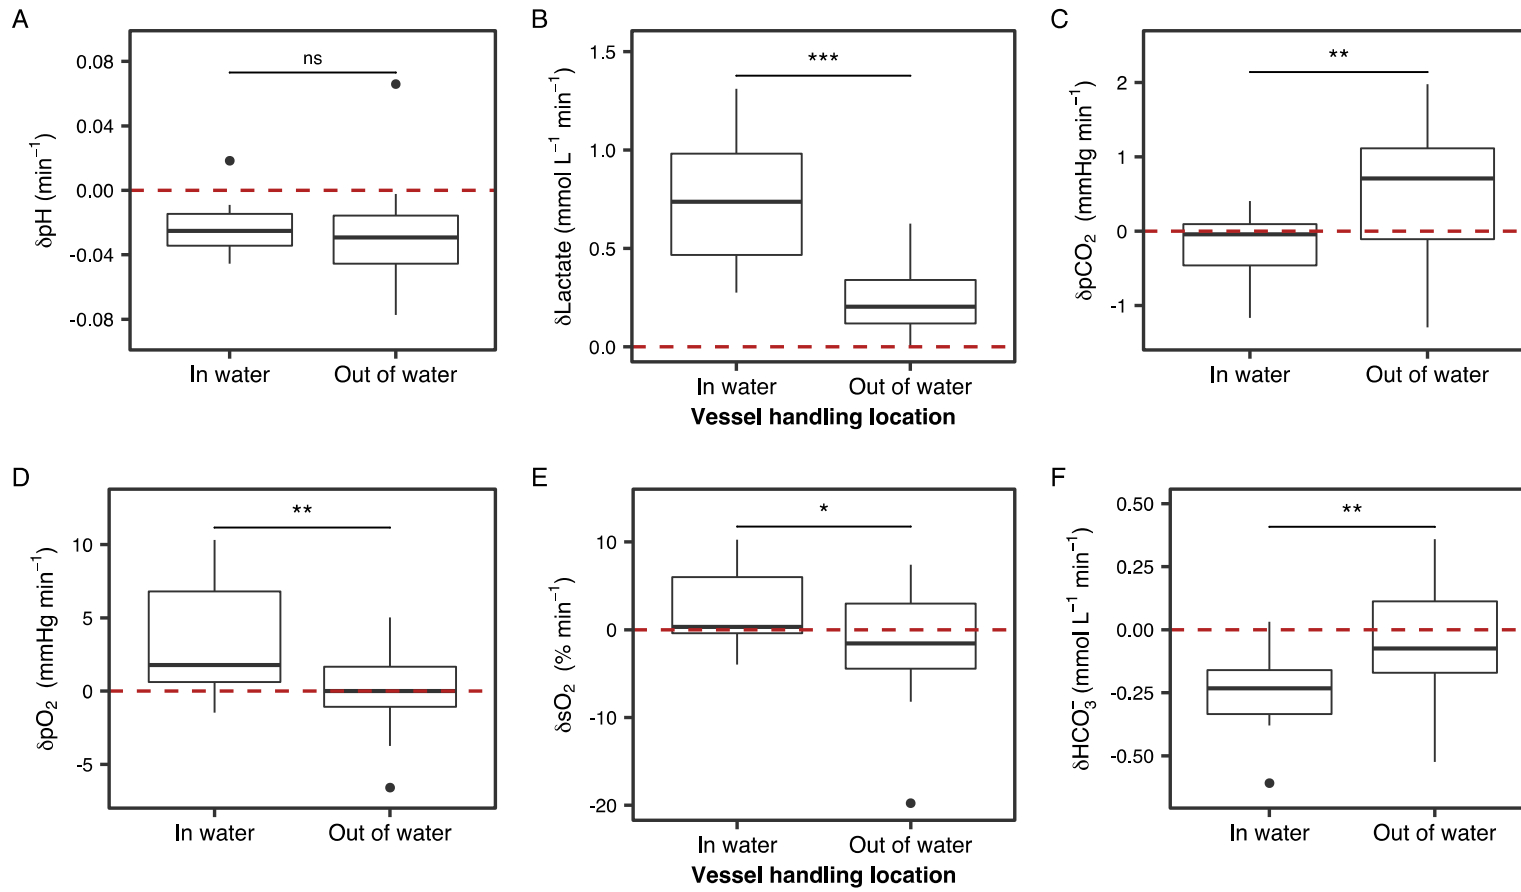 A
δpH (min⁻¹)
0.08
0.04
0.00
-0.04
-0.08
ns
In water
Out of water
B
δLactate (mmol L⁻¹ min⁻¹)
1.5
1.0
0.5
0.0
***
In water
Out of water
Vessel handling location
C
δpCO₂ (mmHg min⁻¹)
2
1
0
-1
**
In water
Out of water
D
δpO₂ (mmHg min⁻¹)
10
5
0
-5
**
In water
Out of water
E
δsO₂ (% min⁻¹)
10
0
-10
-20
*
In water
Out of water
Vessel handling location
F
δHCO₃⁻ (mmol L⁻¹ min⁻¹)
0.50
0.25
0.00
-0.25
-0.50
**
In water
Out of water